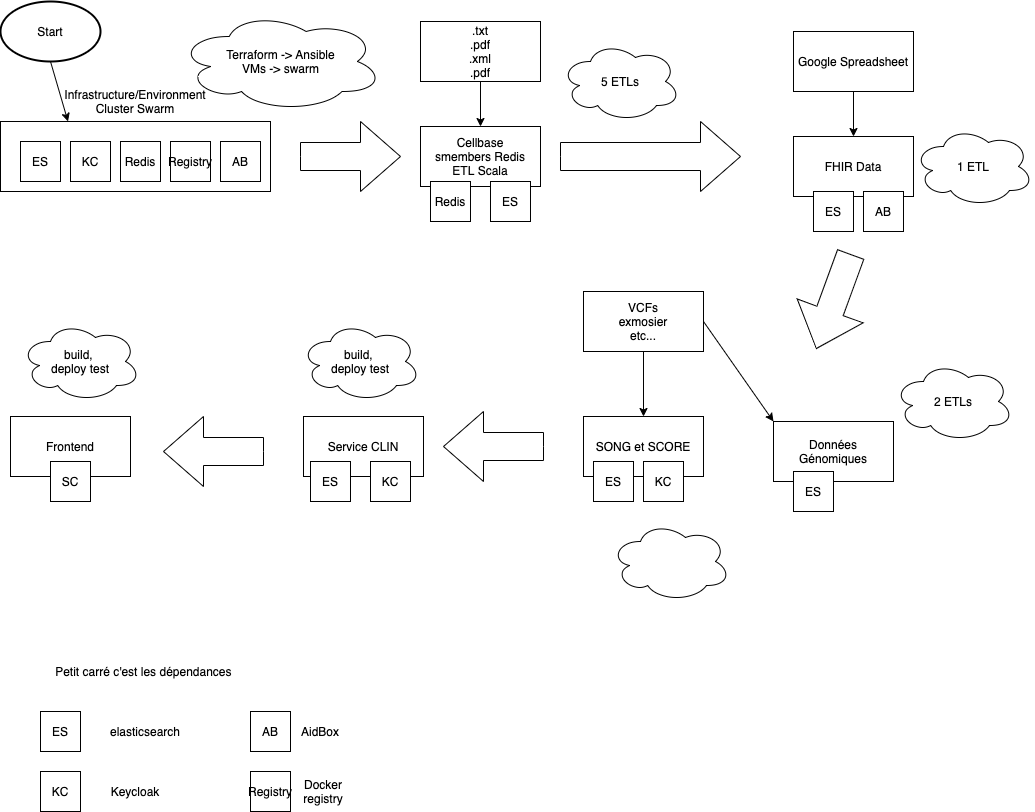 Start
Terraform -> Ansible
VMs -> swarm
.txt
.pdf
.xml
.pdf
5 ETLs
Google Spreadsheet
Infrastructure/Environment
Cluster Swarm
ES
KC
Redis
Registry
AB
Cellbase
smembers Redis
ETL Scala
Redis
ES
FHIR Data
ES
AB
1 ETL
VCFs
exmosier
etc...
build,
deploy test
build,
deploy test
2 ETLs
Frontend
SC
Service CLIN
ES
KC
SONG et SCORE
ES
KC
Données
Génomiques
ES
Petit carré c'est les dépendances
ES
elasticsearch
AB
AidBox
KC
Keycloak
Registry
Docker
registry